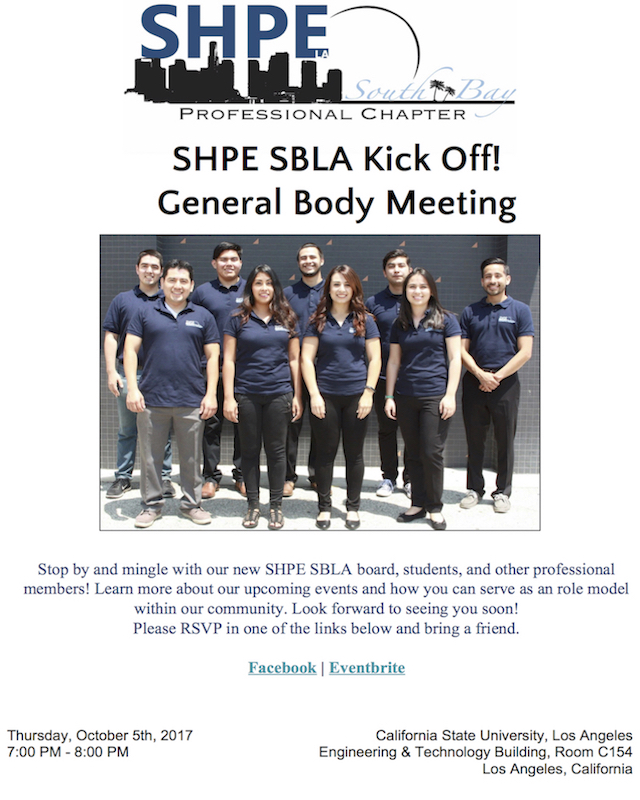 SHPE
LA
South Bay
PROFESSIONAL CHAPTER
SHPE SBLA Kick Off!
General Body Meeting
Stop by and mingle with our new SHPE SBLA board, students, and other professional
members! Learn more about our upcoming events and how you can serve as an role model
within our community. Look forward to seeing you soon!
Please RSVP in one of the links below and bring a friend.
Facebook | Eventbrite
Thursday, October 5th, 2017
7:00 PM - 8:00 PM
California State University, Los Angeles
Engineering & Technology Building, Room C154
Los Angeles, California